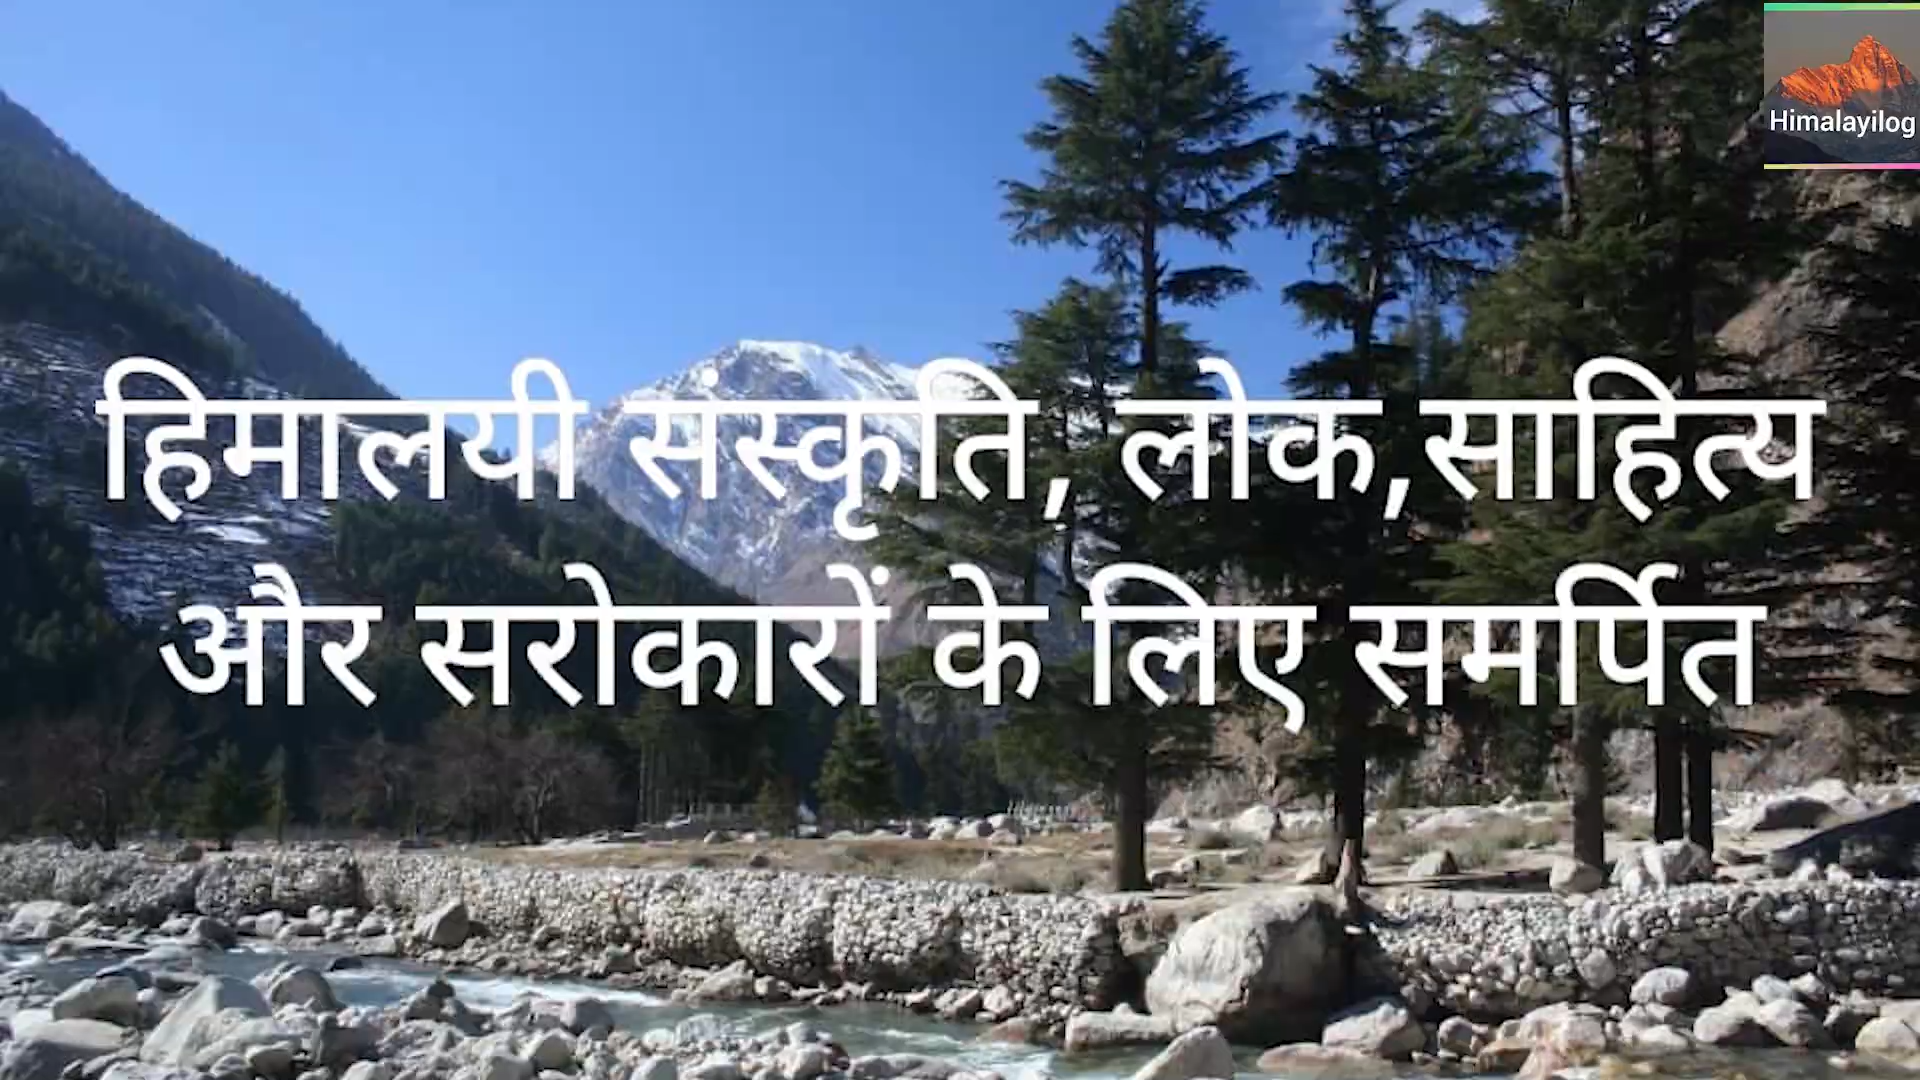 Himalayilog
हिमालयी संस्कृति, लोक,साहित्य
और सरोकारों के लिए समर्पित